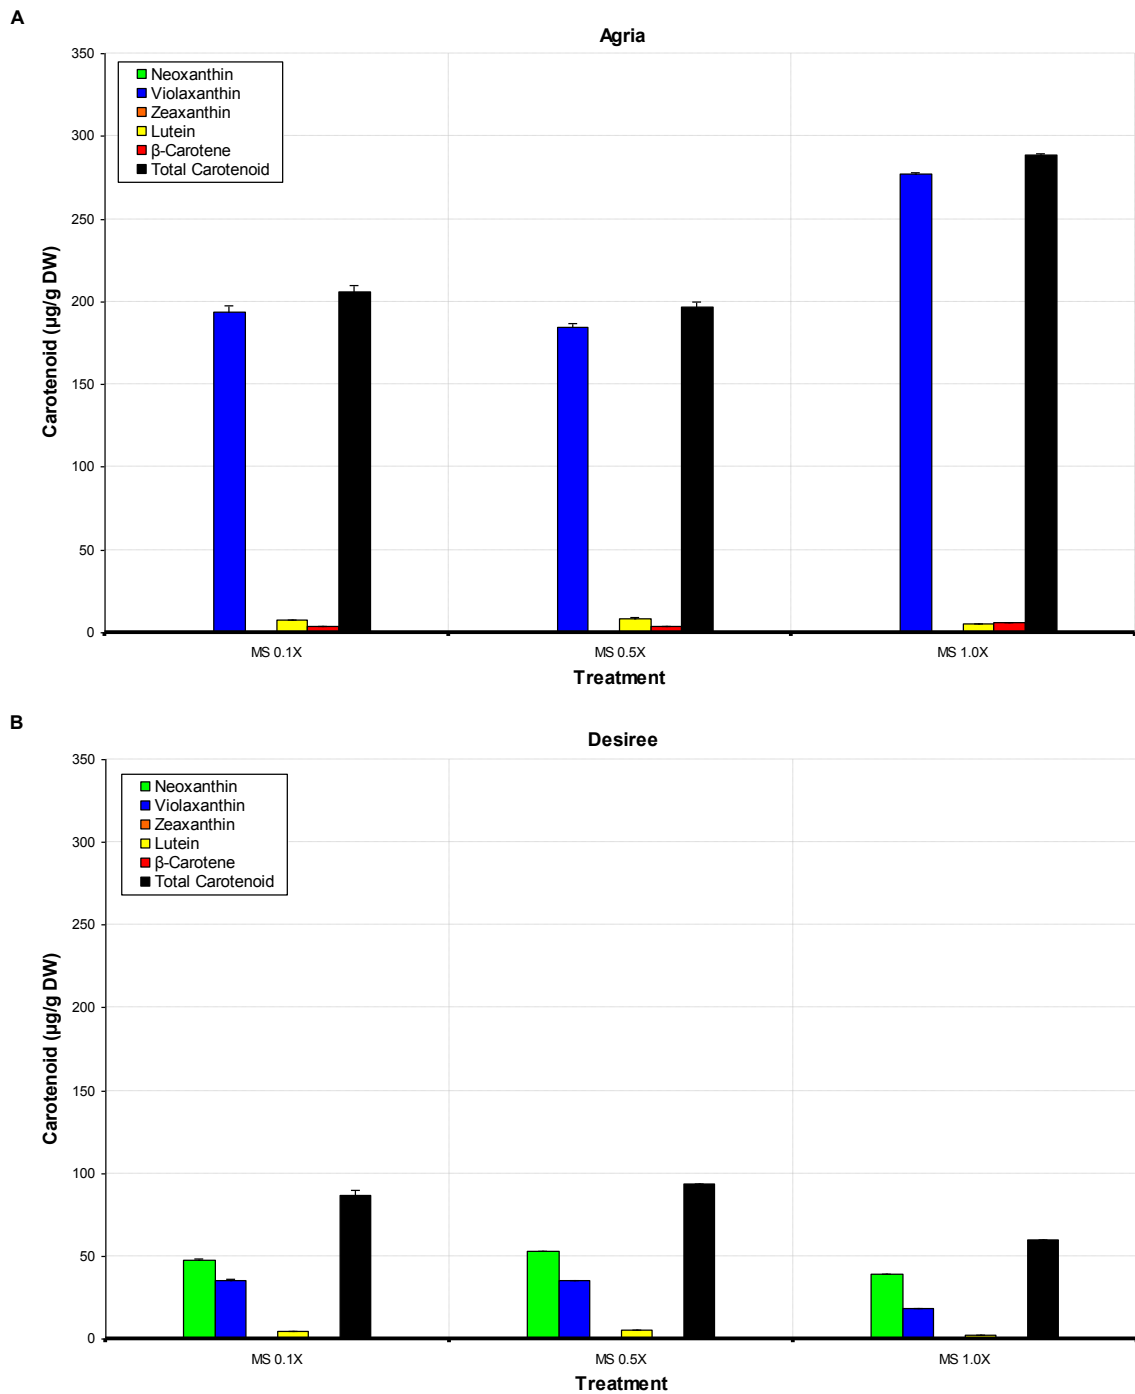 A
Agria
350
300
250
200
150
100
50
0
Carotenoid (µg/g DW)
Neoxanthin
Violaxanthin
Zeaxanthin
Lutein
β-Carotene
Total Carotenoid
MS 0.1X
MS 0.5X
MS 1.0X
Treatment
B
Desiree
350
300
250
200
150
100
50
0
Carotenoid (µg/g DW)
Neoxanthin
Violaxanthin
Zeaxanthin
Lutein
β-Carotene
Total Carotenoid
MS 0.1X
MS 0.5X
MS 1.0X
Treatment